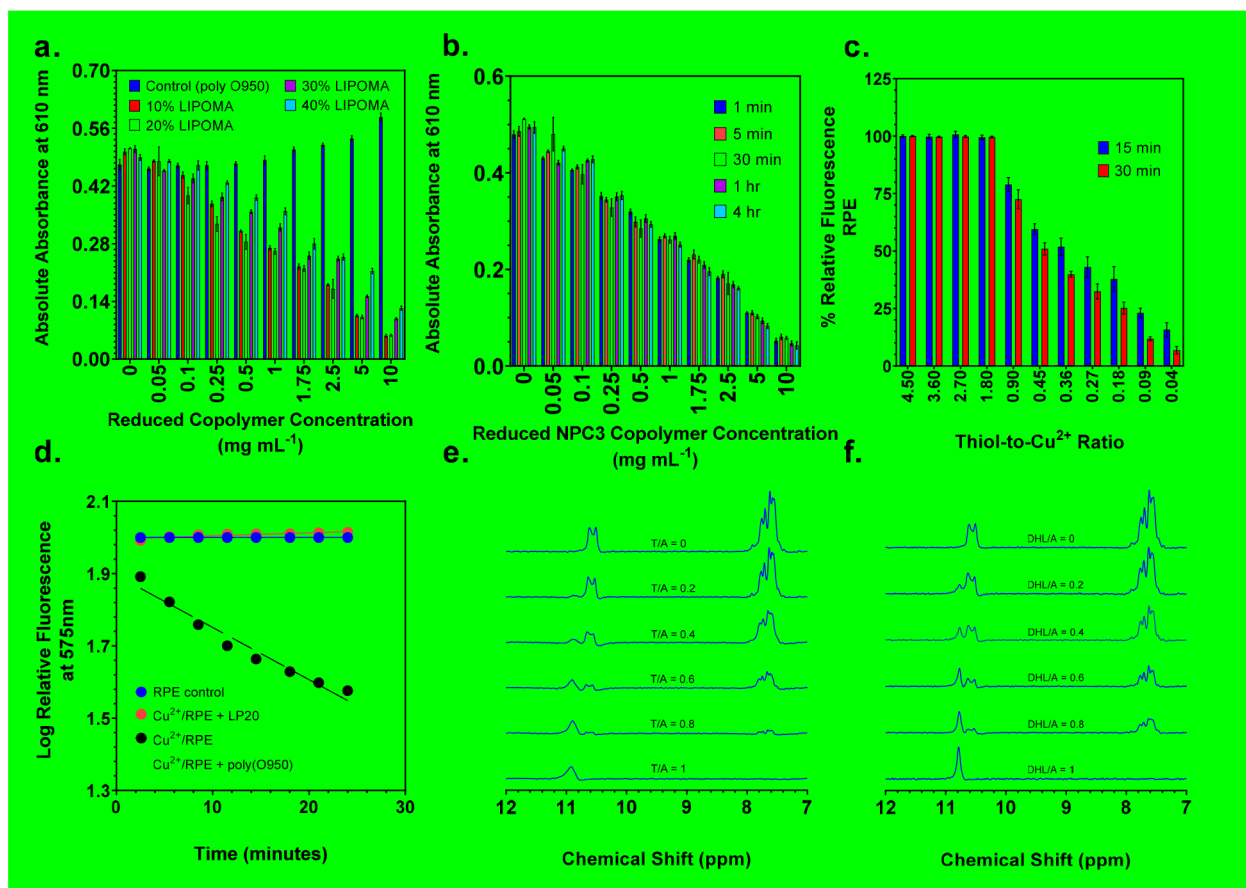 a.
Absolute Absorbance at 610 nm
0.70
0.56
0.42
0.28
0.14
0.00
Control (poly O950)
10% LIPOMA
20% LIPOMA
30% LIPOMA
40% LIPOMA
0
0.05
0.1
0.25
0.5
1
1.75
2.5
5
10
Reduced Copolymer Concentration
(mg mL-1)
b.
Absolute Absorbance at 610 nm
0.6
0.4
0.2
0.0
1 min
5 min
30 min
1 hr
4 hr
0
0.05
0.1
0.25
0.5
1
1.75
2.5
5
10
Reduced NPC3 Copolymer Concentration
(mg mL-1)
c.
% Relative Fluorescence
RPE
125
100
75
50
25
0
15 min
30 min
4.50
3.60
2.70
1.80
0.90
0.45
0.36
0.27
0.18
0.09
0.04
Thiol-to-Cu2+ Ratio
d.
Log Relative Fluorescence
at 575nm
2.1
1.9
1.7
1.5
1.3
RPE control
Cu2+/RPE + LP20
Cu2+/RPE
Cu2+/RPE + poly(O950)
0 10 20 30
Time (minutes)
e.
T/A = 0
T/A = 0.2
T/A = 0.4
T/A = 0.6
T/A = 0.8
T/A = 1
12 11 10 9 8 7
Chemical Shift (ppm)
f.
DHL/A = 0
DHL/A = 0.2
DHL/A = 0.4
DHL/A = 0.6
DHL/A = 0.8
DHL/A = 1
12 11 10 9 8 7
Chemical Shift (ppm)